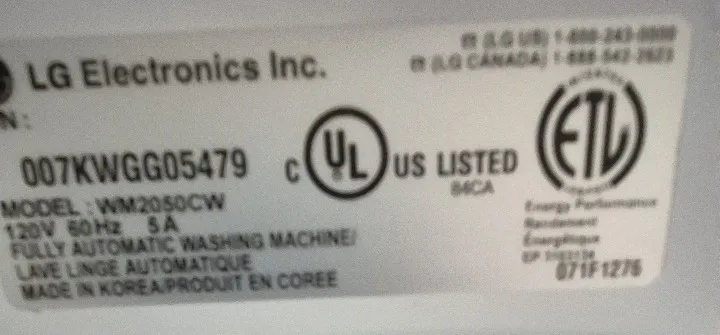 LG Electronics Inc.
(LG US) 1-800-243-0000
(LG CANADA) 1-888-542-2623
N :
007KWGG05479
C UL US LISTED
84CA
ETL
MODEL : WM2050CW
120V 60Hz 5A
FULLY AUTOMATIC WASHING MACHINE/
LAVE LINGE AUTOMATIQUE
MADE IN KOREA/PRODUIT EN COREE
Energy Performance
Rendement
Énergétique
071F1276